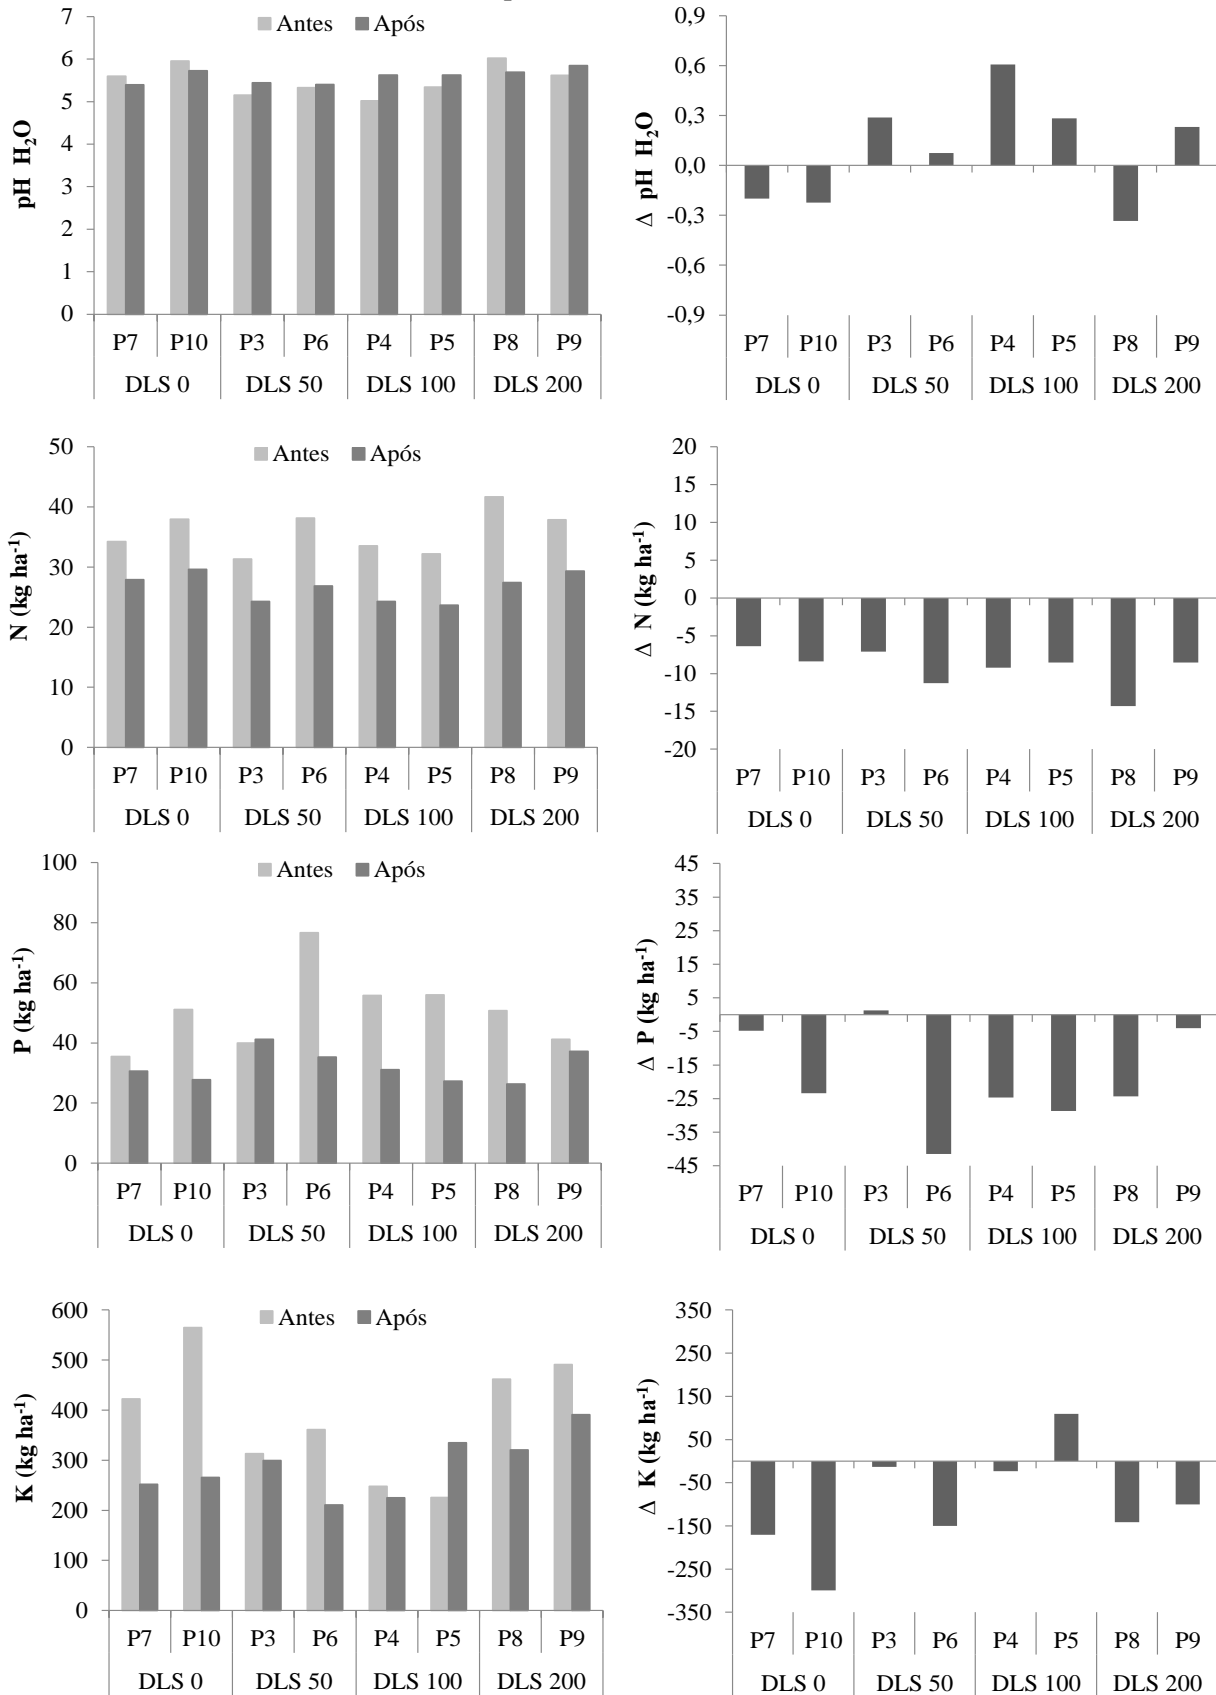 7
6
5
4
3
2
1
0
pH H₂O
Antes Após
P7 P10 P3 P6 P4 P5 P8 P9
DLS 0 DLS 50 DLS 100 DLS 200
0,9
0,6
0,3
0,0
-0,3
-0,6
-0,9
Δ pH H₂O
P7 P10 P3 P6 P4 P5 P8 P9
DLS 0 DLS 50 DLS 100 DLS 200
50
40
30
20
10
0
N (kg ha⁻¹)
Antes Após
P7 P10 P3 P6 P4 P5 P8 P9
DLS 0 DLS 50 DLS 100 DLS 200
20
15
10
5
0
-5
-10
-15
-20
Δ N (kg ha⁻¹)
P7 P10 P3 P6 P4 P5 P8 P9
DLS 0 DLS 50 DLS 100 DLS 200
100
80
60
40
20
0
P (kg ha⁻¹)
Antes Após
P7 P10 P3 P6 P4 P5 P8 P9
DLS 0 DLS 50 DLS 100 DLS 200
45
35
25
15
5
-5
-15
-25
-35
-45
Δ P (kg ha⁻¹)
P7 P10 P3 P6 P4 P5 P8 P9
DLS 0 DLS 50 DLS 100 DLS 200
600
500
400
300
200
100
0
K (kg ha⁻¹)
Antes Após
P7 P10 P3 P6 P4 P5 P8 P9
DLS 0 DLS 50 DLS 100 DLS 200
350
250
150
50
-50
-150
-250
-350
Δ K (kg ha⁻¹)
P7 P10 P3 P6 P4 P5 P8 P9
DLS 0 DLS 50 DLS 100 DLS 200